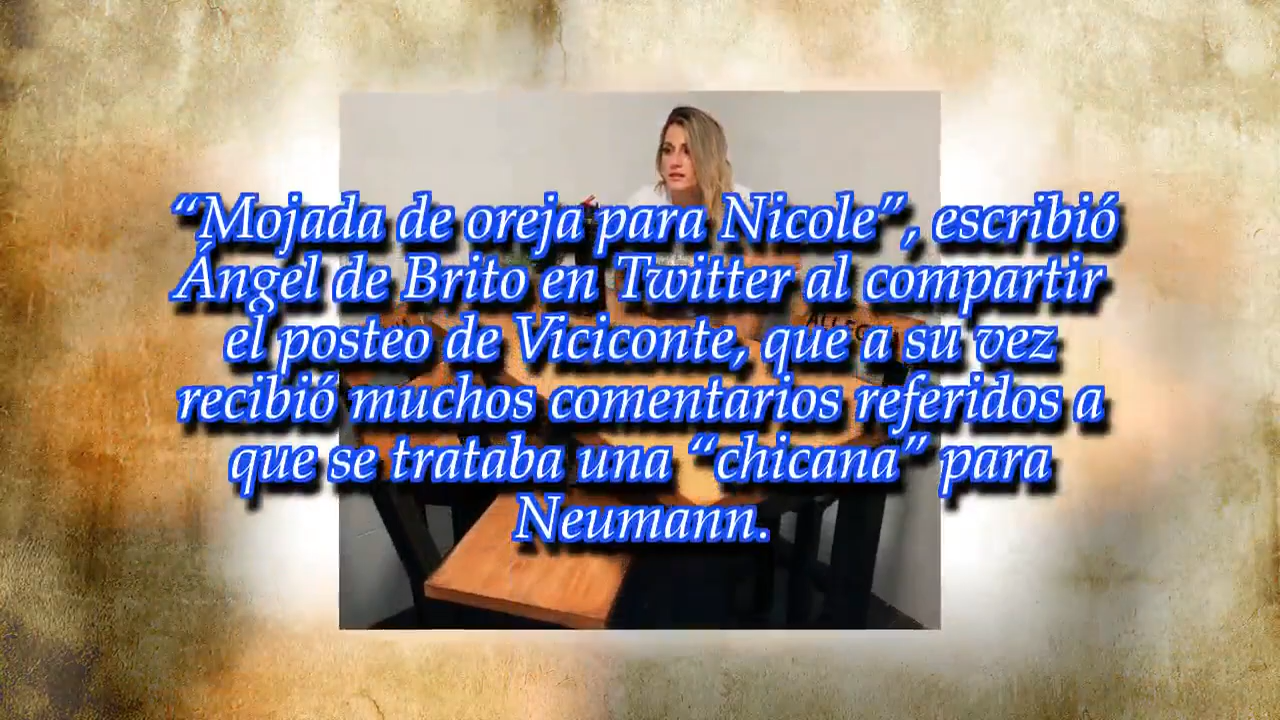 “Mojada de oreja para Nicole”, escribió
Ángel de Brito en Twitter al compartir
el posteo de Viciconte, que a su vez
recibió muchos comentarios referidos a
que se trataba una “chicana” para
Neumann.